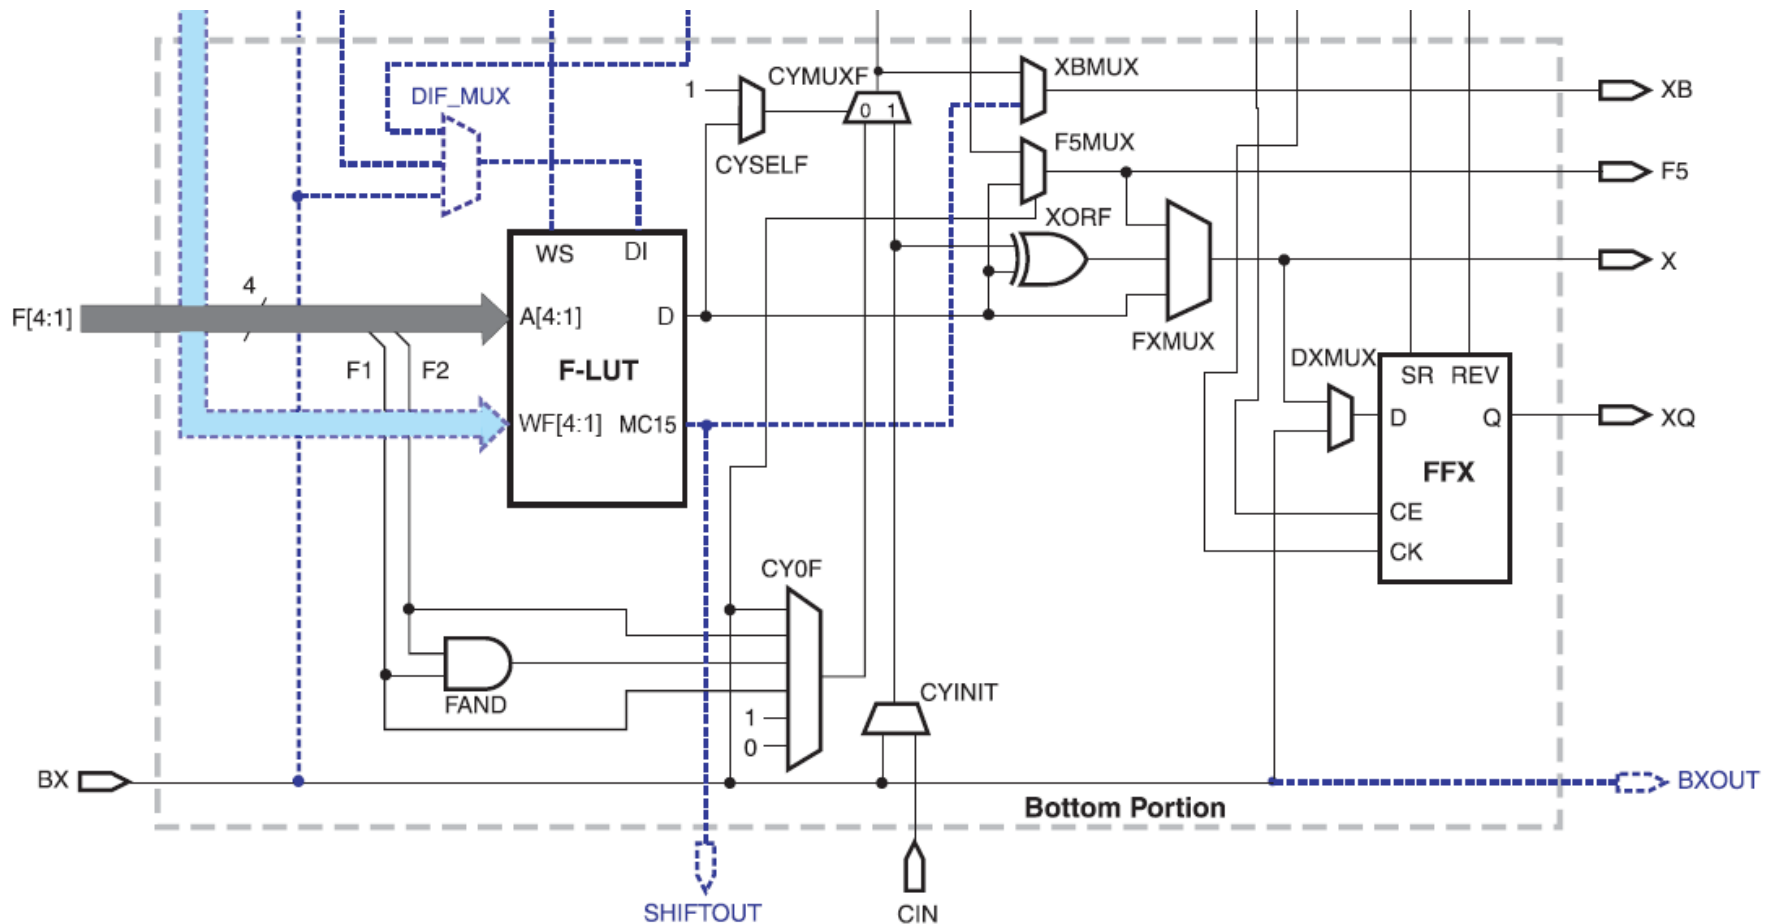 CYMUXF
XBMUX
XB
1
0 1
DIF_MUX
CYSELF
F5MUX
F5
XORF
X
WS
DI
4
F[4:1]
A[4:1]
D
F-LUT
F1
F2
WF[4:1]
MC15
FXMUX
DXMUX
SR
REV
D
Q
XQ
FFX
CE
CK
CY0F
FAND
1
0
CYINIT
BX
BXOUT
Bottom Portion
SHIFTOUT
CIN